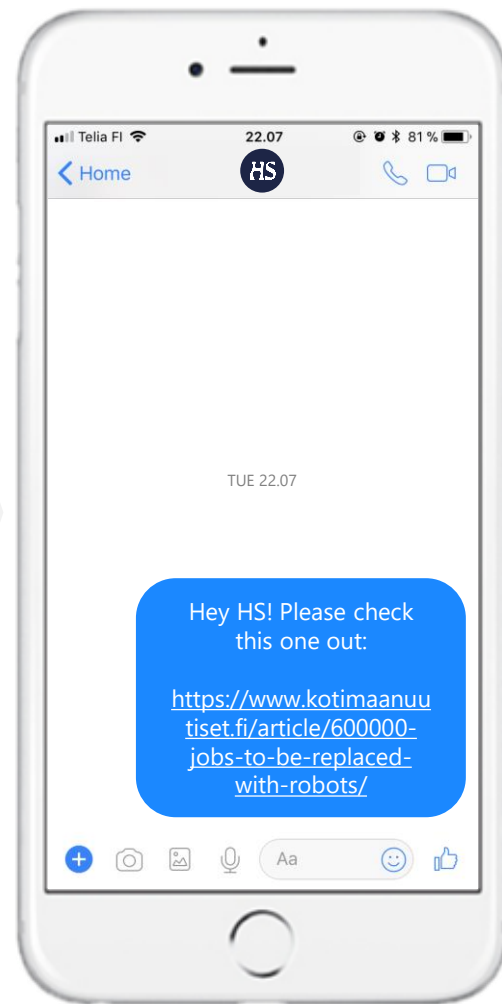 Telia FI 22.07 81 %
Home HS
TUE 22.07
Hey HS! Please check
this one out:
https://www.kotimaanuu
tiset.fi/article/600000-
jobs-to-be-replaced-
with-robots/
Aa